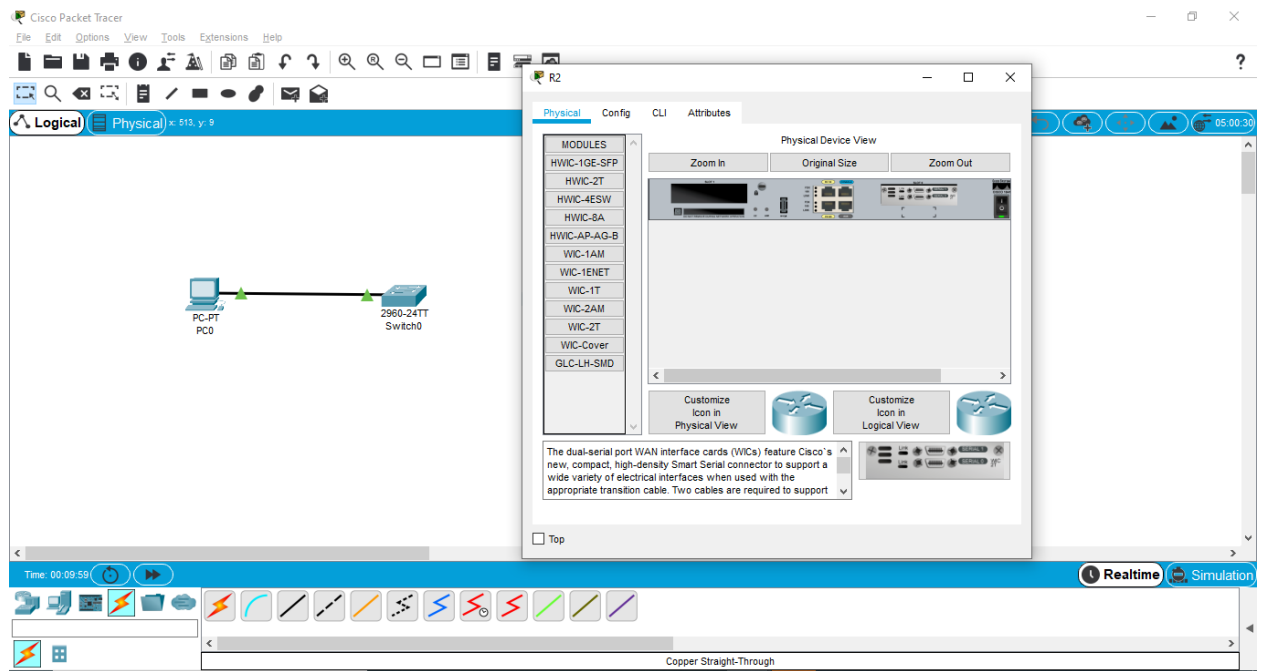 Cisco Packet Tracer
File Edit Options View Tools Extensions Help
?
R2
Logical Physical x: 513, y: 9
05:00:30
Physical Config CLI Attributes
MODULES
HWIC-1GE-SFP
HWIC-2T
HWIC-4ESW
HWIC-8A
HWIC-AP-AG-B
WIC-1AM
WIC-1ENET
WIC-1T
WIC-2AM
WIC-2T
WIC-Cover
GLC-LH-SMD
Physical Device View
Zoom In Original Size Zoom Out
Customize
Icon in
Physical View
Customize
Icon in
Logical View
The dual-serial port WAN interface cards (WICs) feature Cisco`s
new, compact, high-density Smart Serial connector to support a
wide variety of electrical interfaces when used with the
appropriate transition cable. Two cables are required to support
Top
PC-PT
PC0
2960-24TT
Switch0
Time: 00:09:59
Realtime Simulation
Copper Straight-Through